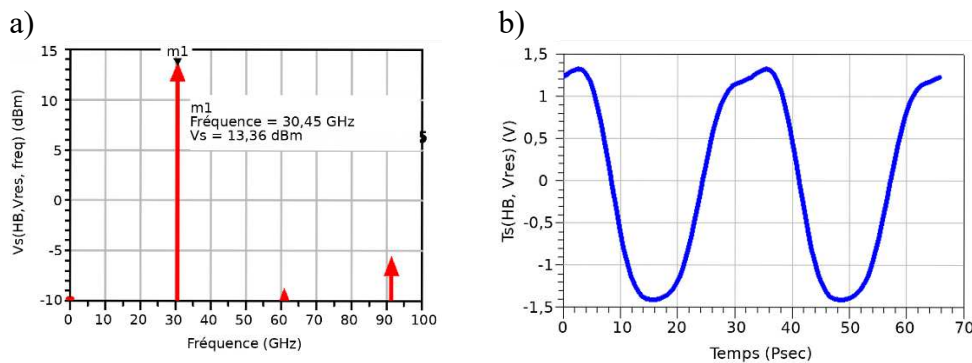 a)
m1
m1
Fréquence = 30,45 GHz
Vs = 13,36 dBm
5
Vs(HB,Vres, freq) (dBm)
15
10
5
0
-5
-10
0 10 20 30 40 50 60 70 80 90 100
Fréquence (GHz)
b)
Ts(HB, Vres) (V)
1,5
1
0,5
0
-0,5
-1
-1,5
0 10 20 30 40 50 60 70
Temps (Psec)